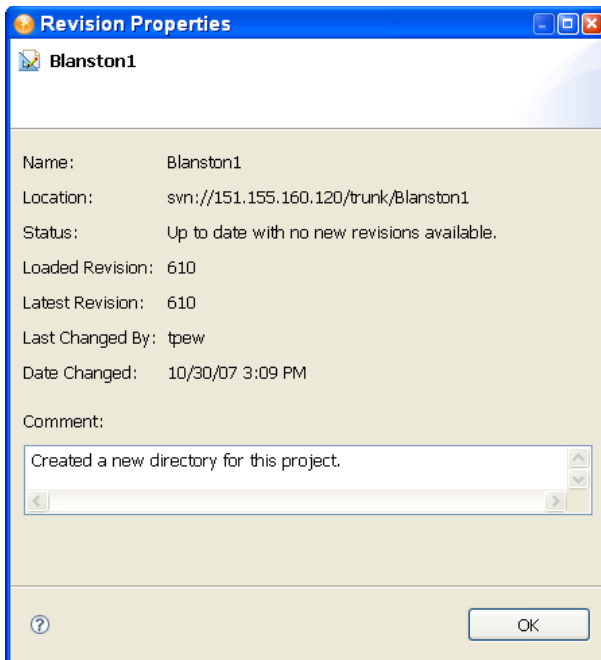 Revision Properties
Blanston1
Name: Blanston1
Location: svn://151.155.160.120/trunk/Blanston1
Status: Up to date with no new revisions available.
Loaded Revision: 610
Latest Revision: 610
Last Changed By: tpew
Date Changed: 10/30/07 3:09 PM
Comment:
Created a new directory for this project.
OK